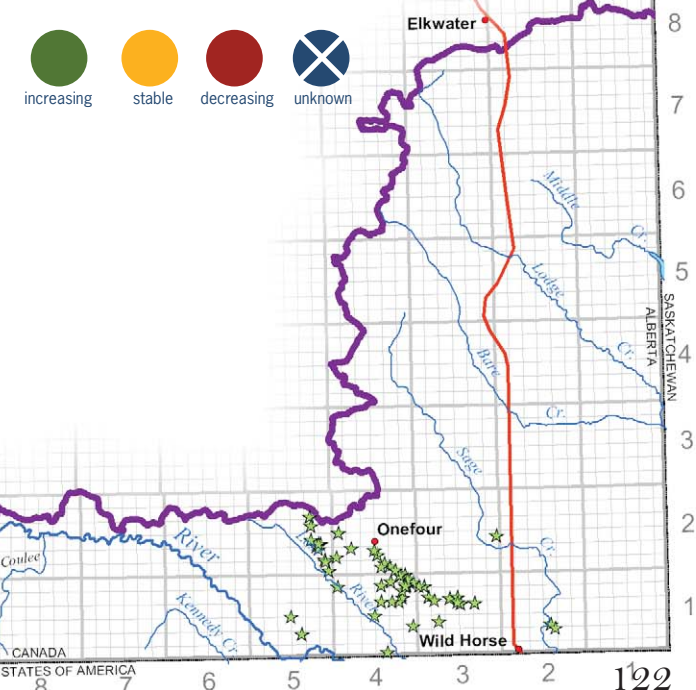 Elkwater
8
increasing
stable
decreasing
unknown
7
Middle
Cr.
6
5
Lodge
Cr.
SASKATCHEWAN
ALBERTA
4
Bare
Cr.
3
Sage
Cr.
2
Onefour
River
Coulee
River
1
Kennedy Cr.
Wild Horse
CANADA
STATES OF AMERICA
8
7
6
5
4
3
2
122